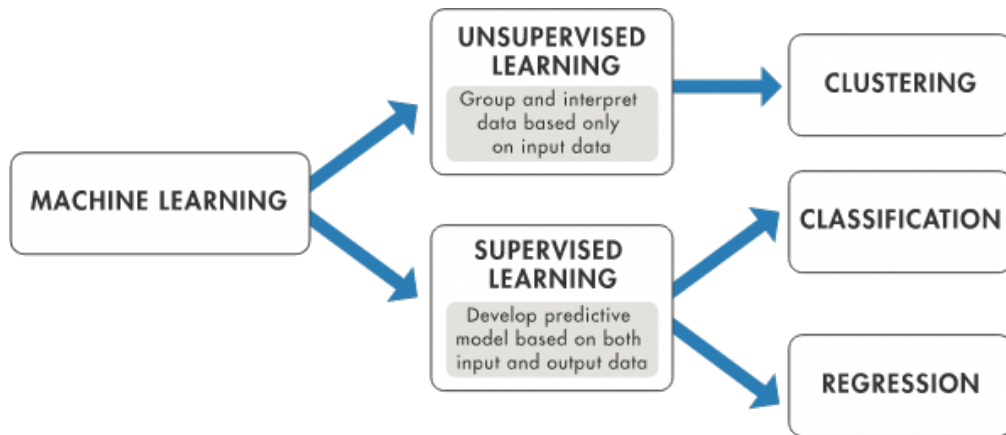 MACHINE LEARNING
UNSUPERVISED
LEARNING
Group and interpret
data based only
on input data
SUPERVISED
LEARNING
Develop predictive
model based on both
input and output data
CLUSTERING
CLASSIFICATION
REGRESSION